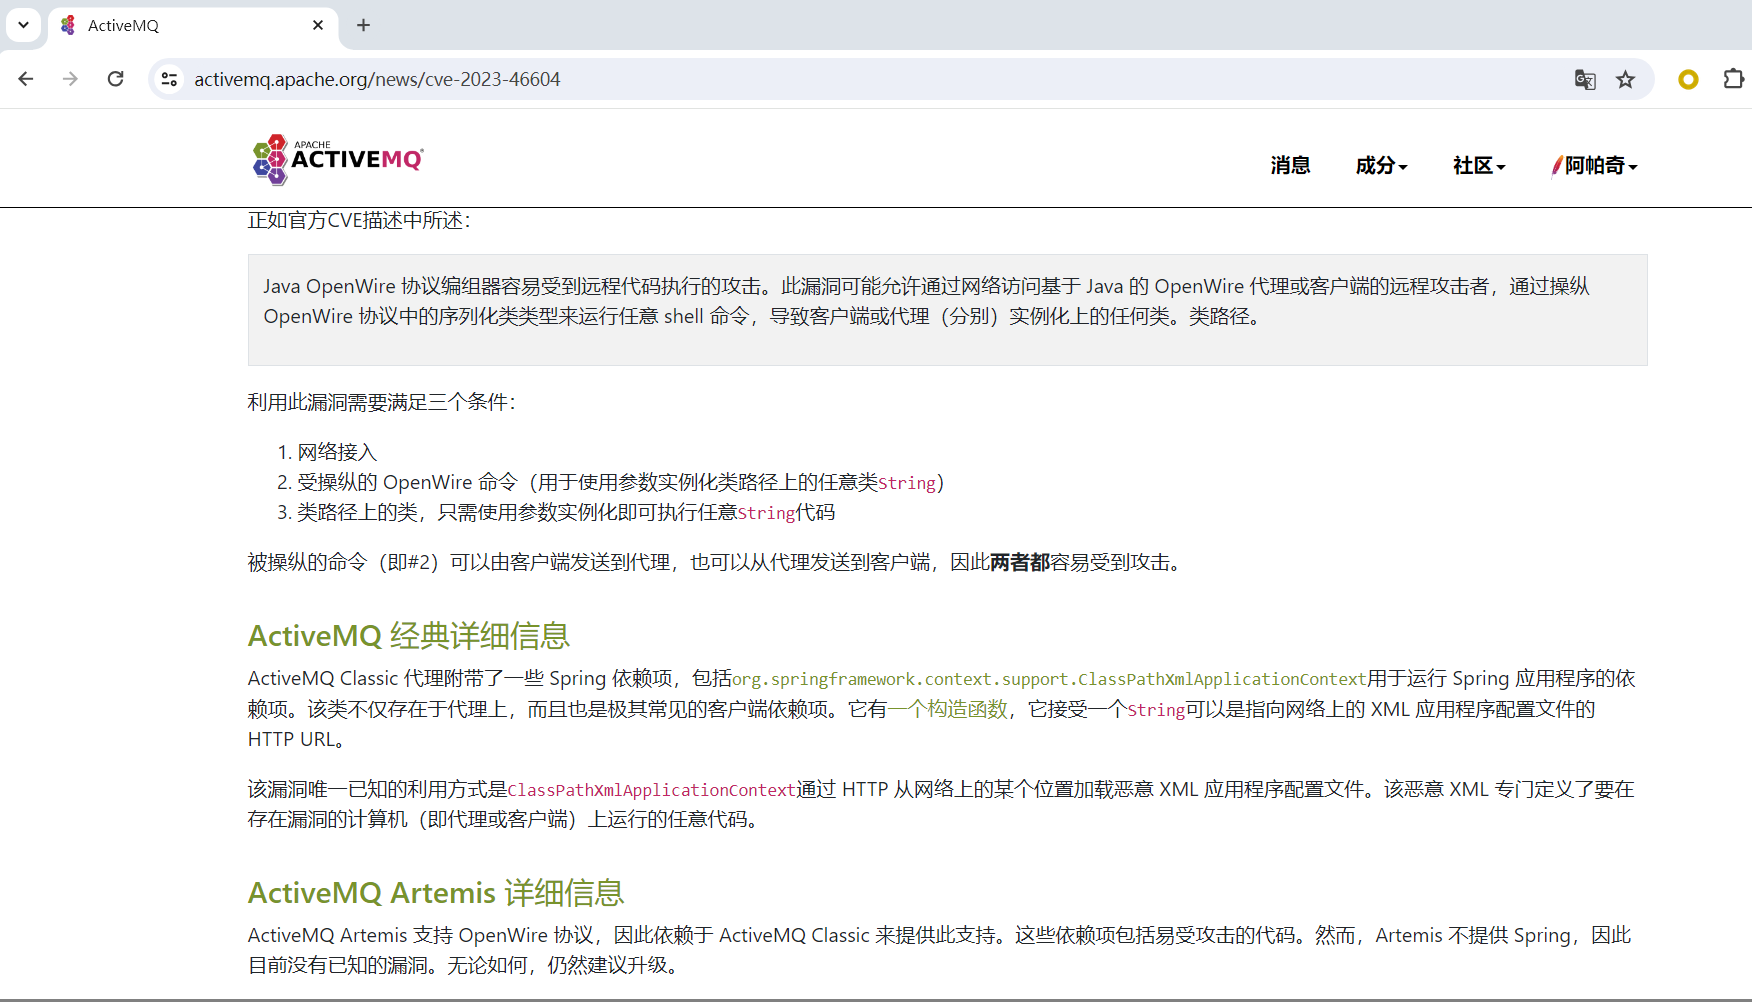 ActiveMQ
activemq.apache.org/news/cve-2023-46604
APACHE
ACTIVEMQ
消息 成分 社区 阿帕奇
正如官方CVE描述中所述：
Java OpenWire 协议编组器容易受到远程代码执行的攻击。此漏洞可能允许通过网络访问基于 Java 的 OpenWire 代理或客户端的远程攻击者，通过操纵
OpenWire 协议中的序列化类类型来运行任意 shell 命令，导致客户端或代理（分别）实例化上的任何类。类路径。
利用此漏洞需要满足三个条件：
1. 网络接入
2. 受操纵的 OpenWire 命令（用于使用参数实例化类路径上的任意类String）
3. 类路径上的类，只需使用参数实例化即可执行任意String代码
被操纵的命令（即#2）可以由客户端发送到代理，也可以从代理发送到客户端，因此两者都容易受到攻击。
ActiveMQ 经典详细信息
ActiveMQ Classic 代理附带了一些 Spring 依赖项，包括org.springframework.context.support.ClassPathXmlApplicationContext用于运行 Spring 应用程序的依
赖项。该类不仅存在于代理上，而且也是极其常见的客户端依赖项。它有一个构造函数，它接受一个String可以是指向网络上的 XML 应用程序配置文件的
HTTP URL。
该漏洞唯一已知的利用方式是ClassPathXmlApplicationContext通过 HTTP 从网络上的某个位置加载恶意 XML 应用程序配置文件。该恶意 XML 专门定义了要在
存在漏洞的计算机（即代理或客户端）上运行的任意代码。
ActiveMQ Artemis 详细信息
ActiveMQ Artemis 支持 OpenWire 协议，因此依赖于 ActiveMQ Classic 来提供此支持。这些依赖项包括易受攻击的代码。然而，Artemis 不提供 Spring，因此
目前没有已知的漏洞。无论如何，仍然建议升级。